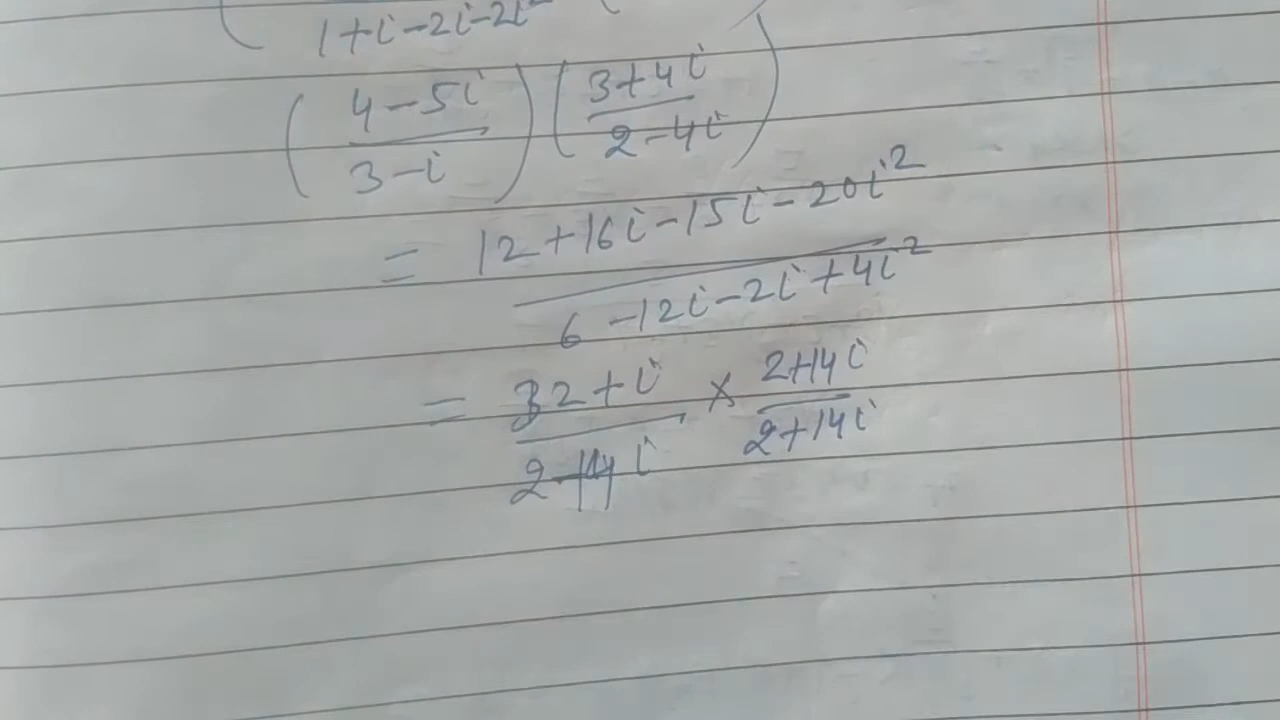 1+i-2i-2i²
(4-5i / 3-i) (3+4i / 2-4i)
= 12+16i-15i-20i² / 6-12i-2i+4i²
= 32+i / 2-14i × 2+14i / 2+14i